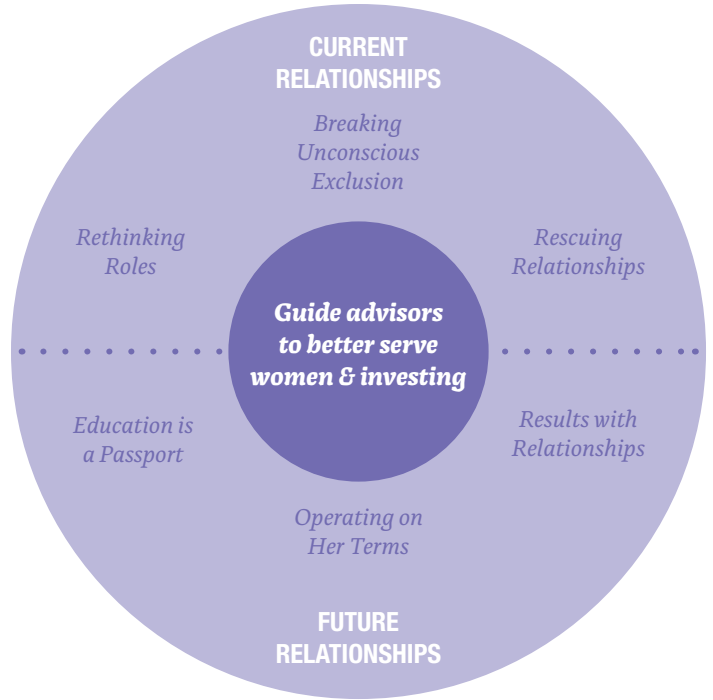 CURRENT
RELATIONSHIPS
Breaking
Unconscious
Exclusion
Rethinking
Roles
Rescuing
Relationships
Guide advisors
to better serve
women & investing
Education is
a Passport
Results with
Relationships
Operating on
Her Terms
FUTURE
RELATIONSHIPS